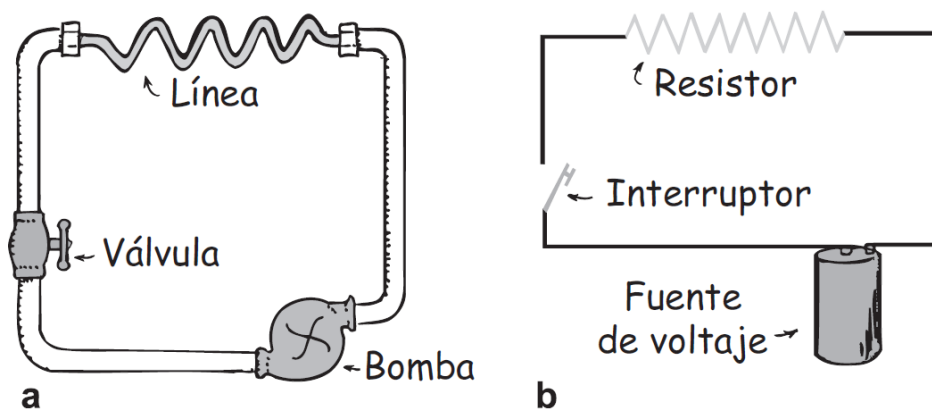 Línea
Válvula
Bomba
a
Resistor
Interruptor
Fuente
de voltaje
b